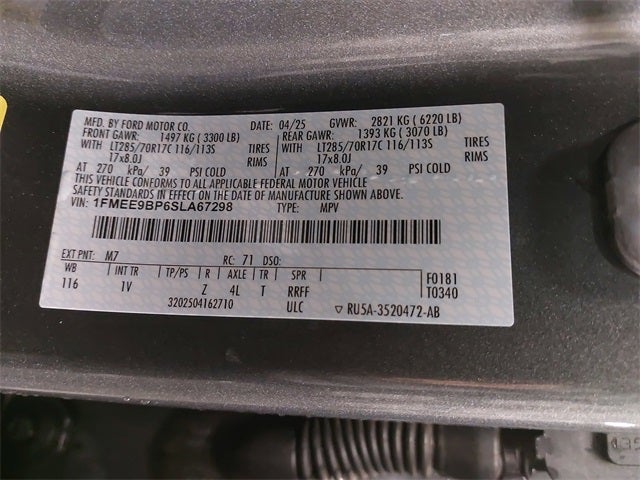 MFD. BY FORD MOTOR CO. DATE: 04/25 GVWR: 2821 KG ( 6220 LB)
FRONT GAWR: 1497 KG ( 3300 LB) REAR GAWR: 1393 KG ( 3070 LB)
WITH LT285/70R17C 116/113S TIRES WITH LT285/70R17C 116/113S TIRES
17x8.0J RIMS 17x8.0J RIMS
AT 270 kPa/ 39 PSI COLD AT 270 kPa/ 39 PSI COLD
THIS VEHICLE CONFORMS TO ALL APPLICABLE FEDERAL MOTOR VEHICLE
SAFETY STANDARDS IN EFFECT ON THE DATE OF MANUFACTURE SHOWN ABOVE.
VIN: 1FMEE9BP6SLA67298 TYPE: MPV
EXT PNT: M7 RC: 71 DSO:
WB INT TR TP/PS R AXLE TR SPR F0181
116 1V Z 4L T RRFF T0340
3202504162710 ULC ▽ RU5A-3520472-AB